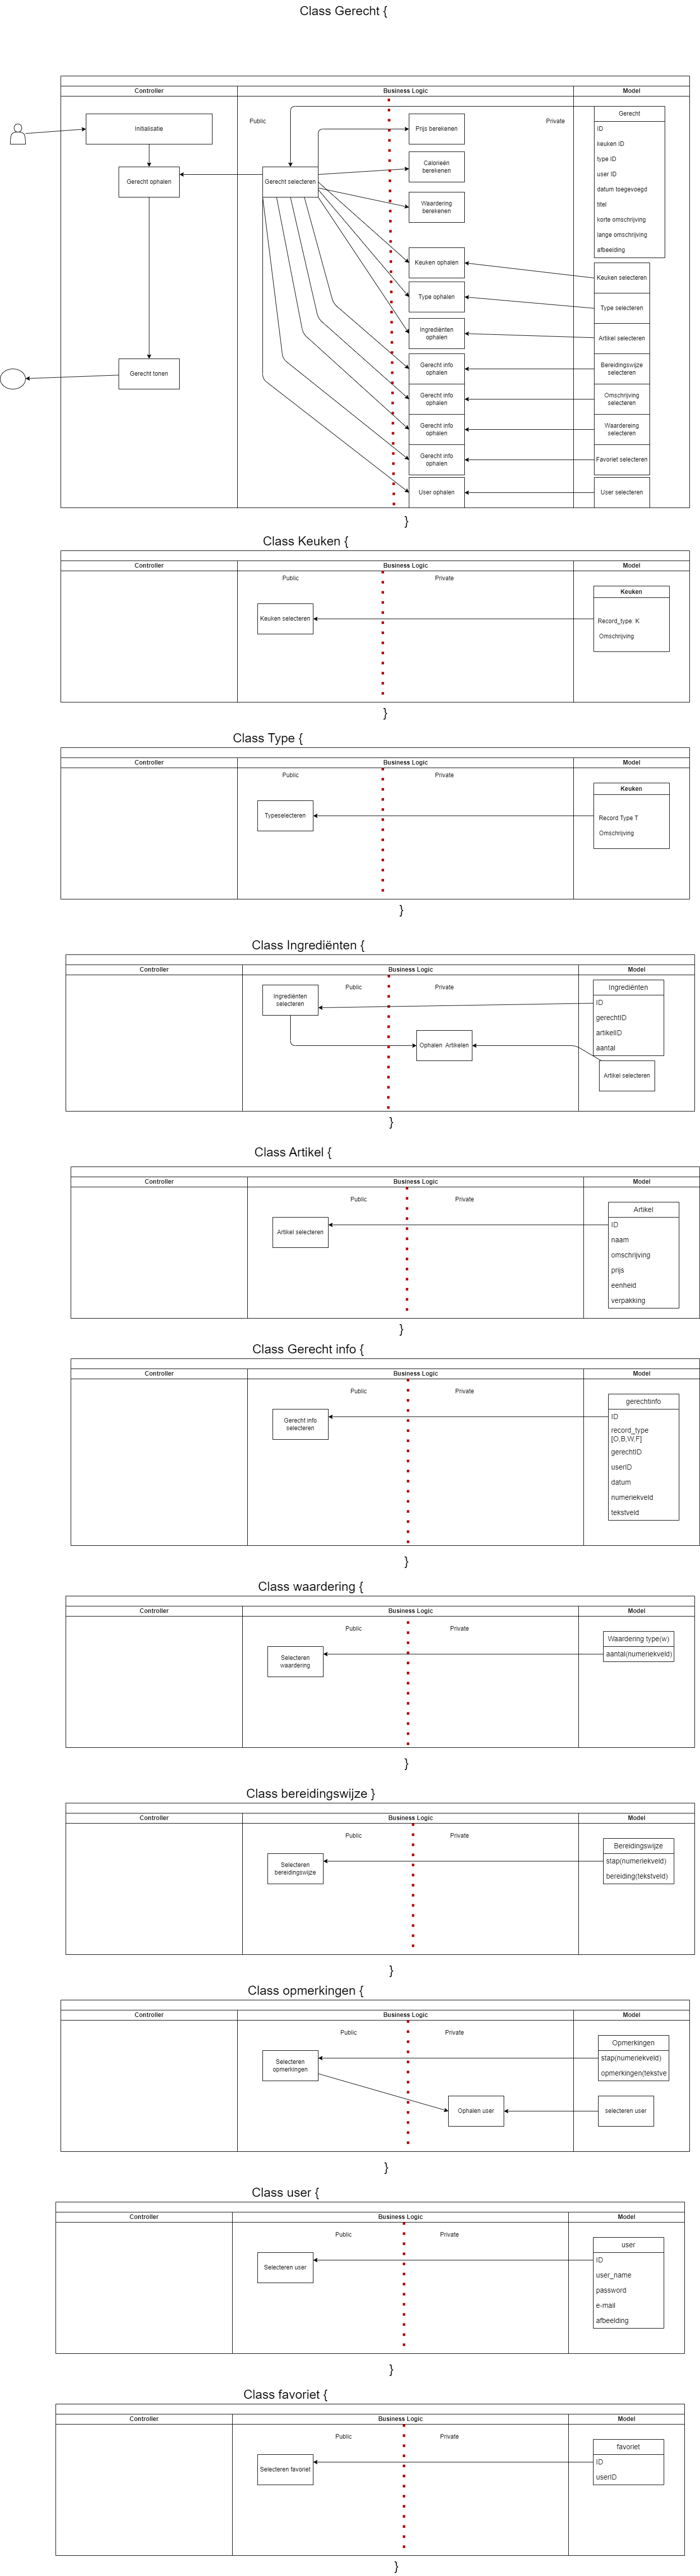 Class Gerecht {
Controller
Business Logic
Model
Public
Private
Initialisatie
Gerecht ophalen
Gerecht tonen
Gerecht selecteren
Prijs berekenen
Calorieën
berekenen
Waardering
berekenen
Keuken ophalen
Type ophalen
Ingrediënten
ophalen
Gerecht info
ophalen
Gerecht info
ophalen
Gerecht info
ophalen
Gerecht info
ophalen
User ophalen
Gerecht
ID
keuken ID
type ID
user ID
datum toegevoegd
titel
korte omschrijving
lange omschrijving
afbeelding
Keuken selecteren
Type selecteren
Artikel selecteren
Bereidingswijze
selecteren
Omschrijving
selecteren
Waardereing
selecteren
Favoriet selecteren
User selecteren
}
Class Keuken {
Controller
Business Logic
Model
Public
Private
Keuken selecteren
Keuken
Record_type: K
Omschrijving
}
Class Type {
Controller
Business Logic
Model
Public
Private
Typeselecteren
Keuken
Record Type T
Omschrijving
}
Class Ingrediënten {
Controller
Business Logic
Model
Public
Private
Ingrediënten
selecteren
Ophalen Artikelen
Ingrediënten
ID
gerechtID
artikelID
aantal
Artikel selecteren
}
Class Artikel {
Controller
Business Logic
Model
Public
Private
Artikel selecteren
Artikel
ID
naam
omschrijving
prijs
eenheid
verpakking
}
Class Gerecht info {
Controller
Business Logic
Model
Public
Private
Gerecht info
selecteren
gerechtinfo
ID
record_type
[O,B,W,F]
gerechtID
userID
datum
numeriekveld
tekstveld
}
Class waardering {
Controller
Business Logic
Model
Public
Private
Selecteren
waardering
Waardering type(w)
aantal(numeriekveld)
}
Class bereidingswijze }
Controller
Business Logic
Model
Public
Private
Selecteren
bereidingswijze
Bereidingswijze
stap(numeriekveld)
bereiding(tekstveld)
}
Class opmerkingen {
Controller
Business Logic
Model
Public
Private
Selecteren
opmerkingen
Ophalen user
Opmerkingen
stap(numeriekveld)
opmerkingen(tekstve
selecteren user
}
Class user {
Controller
Business Logic
Model
Public
Private
Selecteren user
user
ID
user_name
password
e-mail
afbeelding
}
Class favoriet {
Controller
Business Logic
Model
Public
Private
Selecteren favoriet
favoriet
ID
userID
}